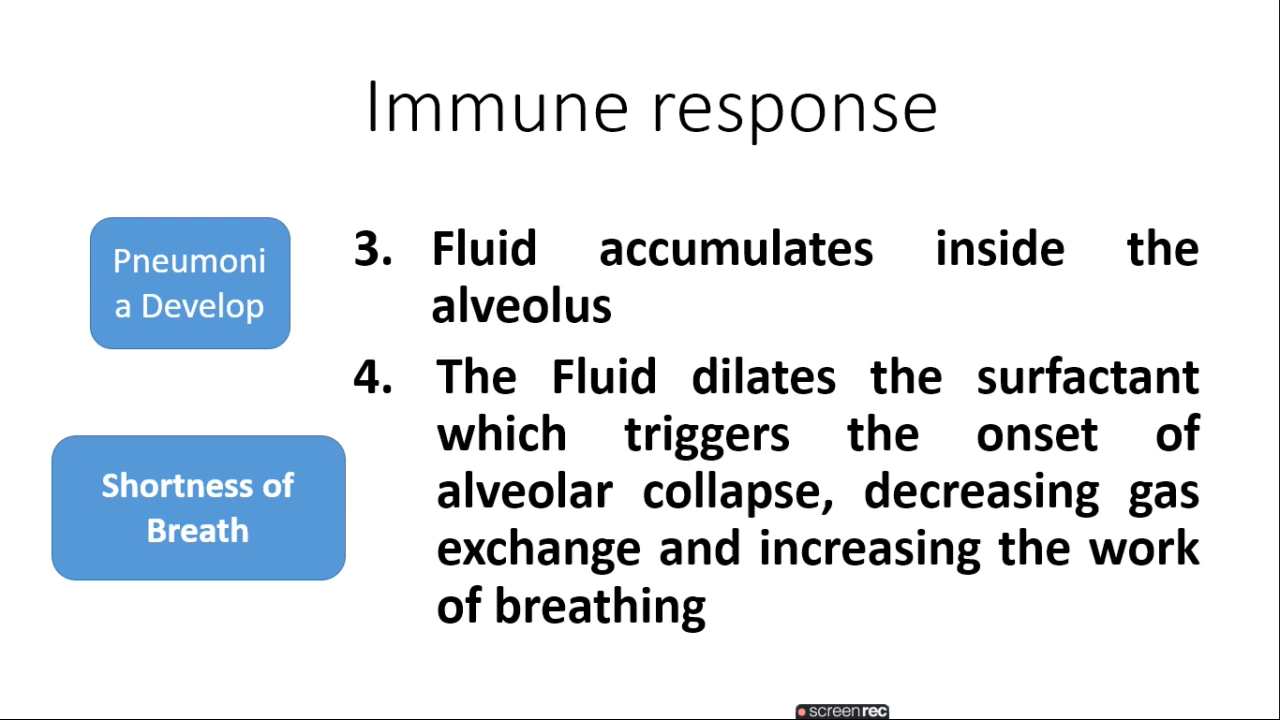 Immune response
Pneumoni
a Develop
3. Fluid accumulates inside the
alveolus
4. The Fluid dilates the surfactant
which triggers the onset of
alveolar collapse, decreasing gas
exchange and increasing the work
of breathing
Shortness of
Breath
screenrec